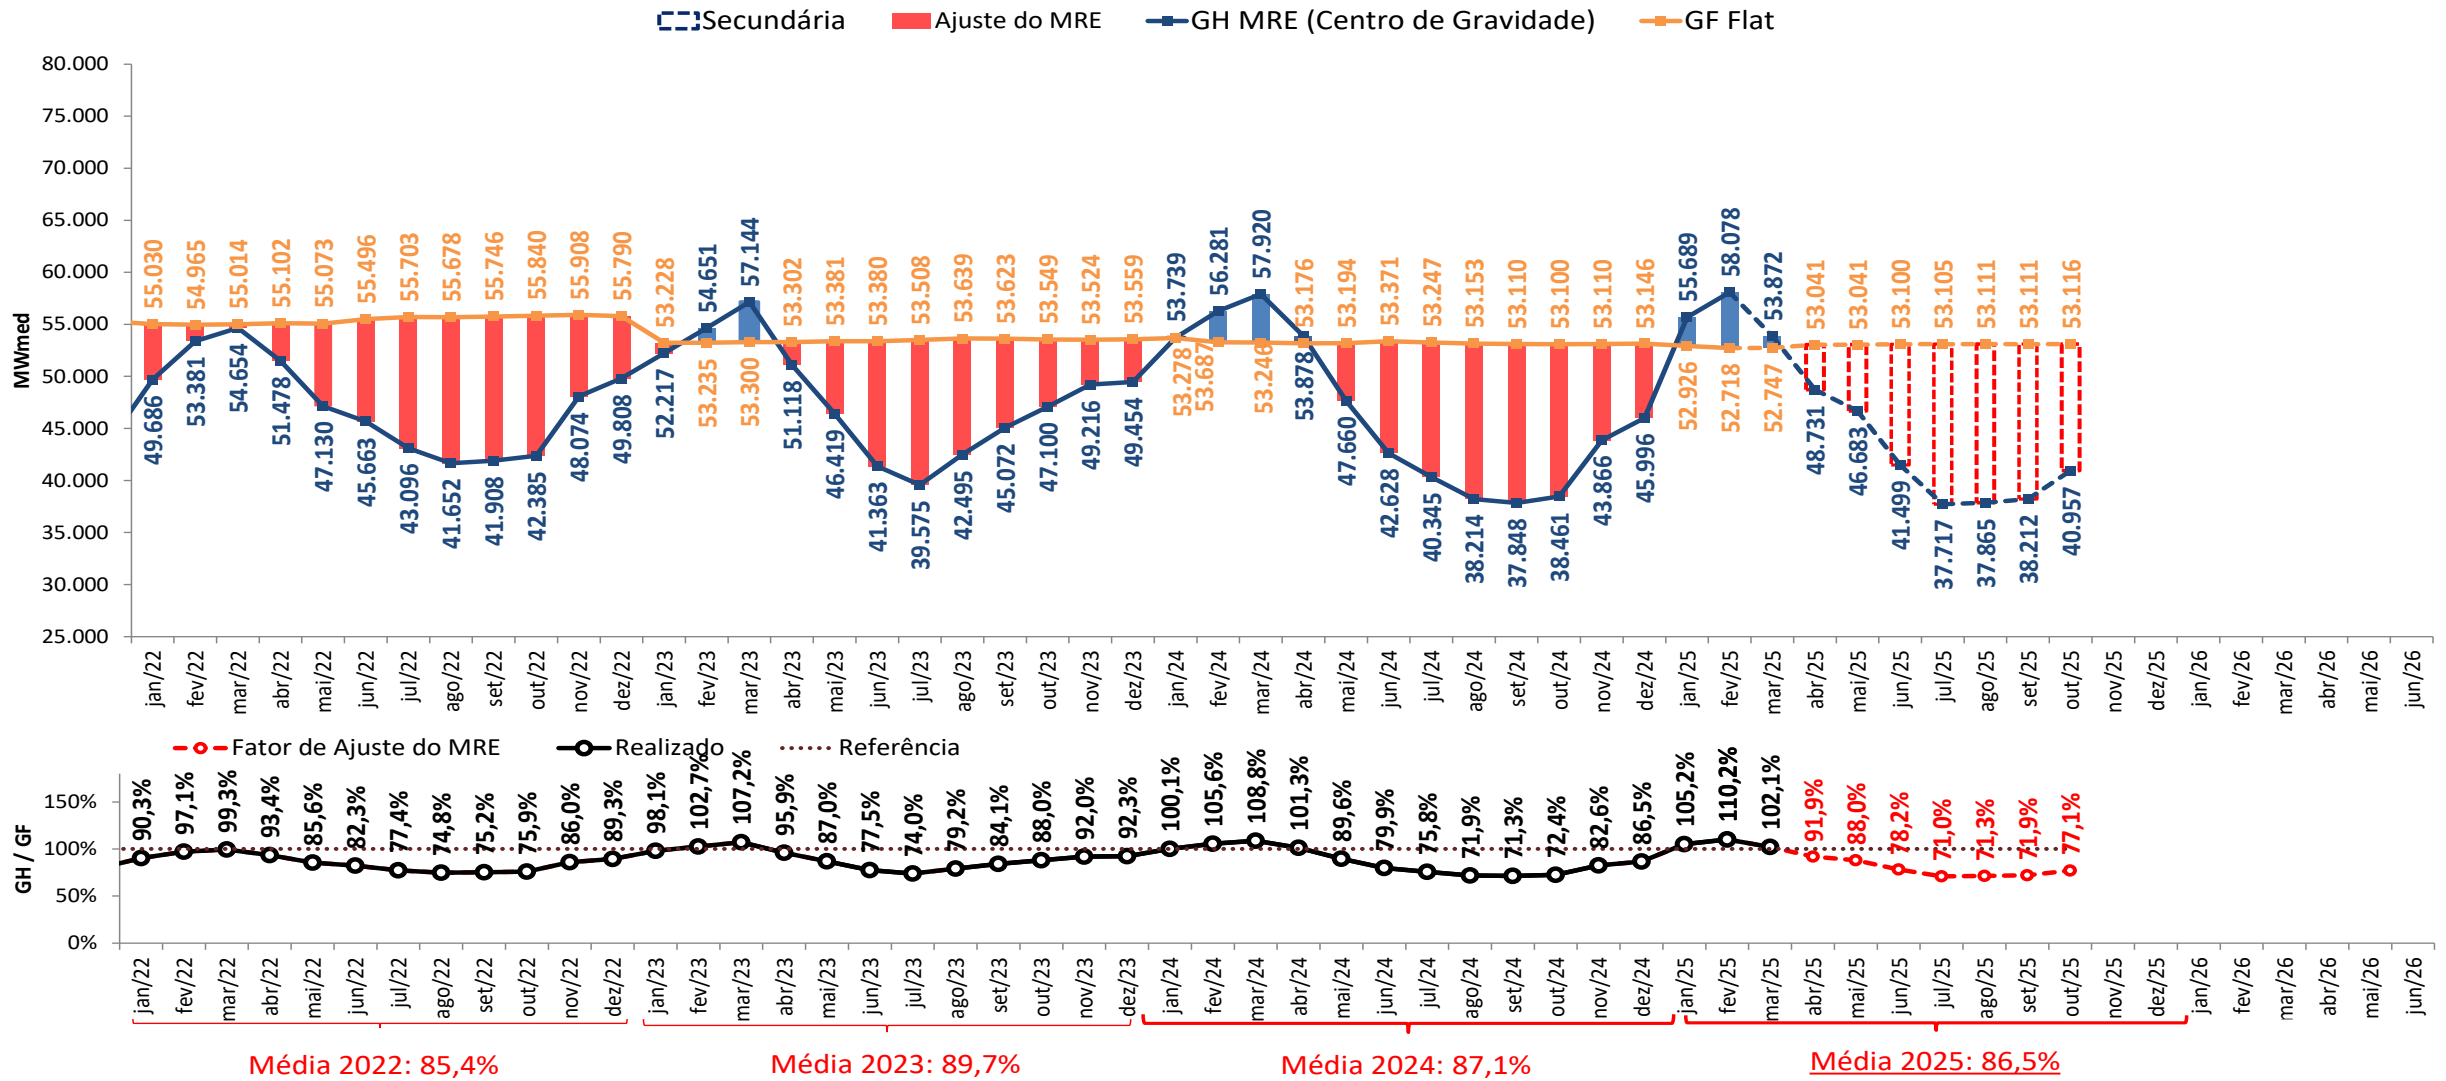 Secundária Ajuste do MRE GH MRE (Centro de Gravidade) GF Flat
80.000
75.000
70.000
65.000
60.000
55.000
50.000
45.000
40.000
35.000
30.000
25.000
MWmed
55.030 54.965 55.014 55.102 55.073 55.496 55.703 55.678 55.746 55.840 55.908 55.790 53.228 54.651 57.144 53.302 53.381 53.380 53.508 53.639 53.623 53.549 53.524 53.559 53.739 56.281 57.920 53.176 53.194 53.371 53.247 53.153 53.110 53.100 53.110 53.146 55.689 58.078 53.872 53.041 53.041 53.100 53.105 53.111 53.111 53.116
49.686 53.381 54.654 51.478 47.130 45.663 43.096 41.652 41.908 42.385 48.074 49.808 52.217 53.235 53.300 51.118 46.419 41.363 39.575 42.495 45.072 47.100 49.216 49.454 53.278 53.687 53.246 53.878 47.660 42.628 40.345 38.214 37.848 38.461 43.866 45.996 52.926 52.718 52.747 48.731 46.683 41.499 37.717 37.865 38.212 40.957
jan/22 fev/22 mar/22 abr/22 mai/22 jun/22 jul/22 ago/22 set/22 out/22 nov/22 dez/22 jan/23 fev/23 mar/23 abr/23 mai/23 jun/23 jul/23 ago/23 set/23 out/23 nov/23 dez/23 jan/24 fev/24 mar/24 abr/24 mai/24 jun/24 jul/24 ago/24 set/24 out/24 nov/24 dez/24 jan/25 fev/25 mar/25 abr/25 mai/25 jun/25 jul/25 ago/25 set/25 out/25 nov/25 dez/25 jan/26 fev/26 mar/26 abr/26 mai/26 jun/26
Fator de Ajuste do MRE Realizado Referência
90,3% 97,1% 99,3% 93,4% 85,6% 82,3% 77,4% 74,8% 75,2% 75,9% 86,0% 89,3% 98,1% 102,7% 107,2% 95,9% 87,0% 77,5% 74,0% 79,2% 84,1% 88,0% 92,0% 92,3% 100,1% 105,6% 108,8% 101,3% 89,6% 79,9% 75,8% 71,9% 71,3% 72,4% 82,6% 86,5% 105,2% 110,2% 102,1% 91,9% 88,0% 78,2% 71,0% 71,3% 71,9% 77,1%
150%
100%
50%
0%
GH / GF
jan/22 fev/22 mar/22 abr/22 mai/22 jun/22 jul/22 ago/22 set/22 out/22 nov/22 dez/22 jan/23 fev/23 mar/23 abr/23 mai/23 jun/23 jul/23 ago/23 set/23 out/23 nov/23 dez/23 jan/24 fev/24 mar/24 abr/24 mai/24 jun/24 jul/24 ago/24 set/24 out/24 nov/24 dez/24 jan/25 fev/25 mar/25 abr/25 mai/25 jun/25 jul/25 ago/25 set/25 out/25 nov/25 dez/25 jan/26 fev/26 mar/26 abr/26 mai/26 jun/26
Média 2022: 85,4% Média 2023: 89,7% Média 2024: 87,1% Média 2025: 86,5%